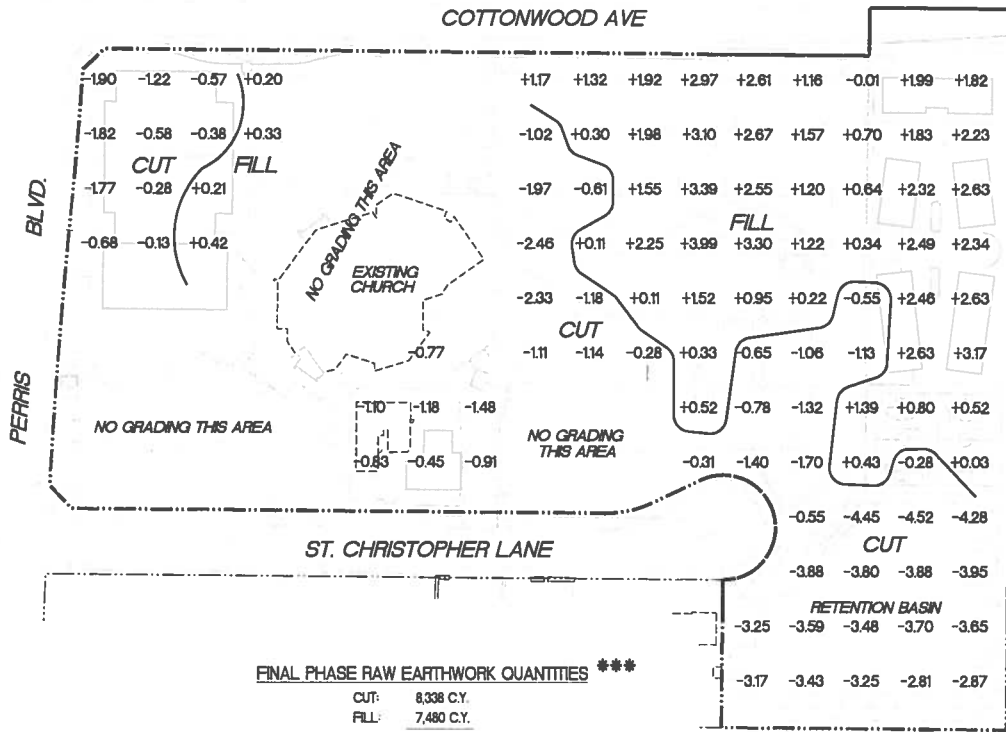 COTTONWOOD AVE
-1.90 -1.22 -0.57 +0.20 +1.17 +1.32 +1.92 +2.97 +2.61 +1.16 -0.01 +1.99 +1.82
-1.82 -0.58 -0.38 +0.33 -1.02 +0.30 +1.98 +3.10 +2.67 +1.57 +0.70 +1.83 +2.23
CUT FILL
-1.77 -0.28 +0.21 -1.97 -0.61 +1.55 +3.39 +2.55 +1.20 +0.64 +2.32 +2.63
BLVD.
NO GRADING THIS AREA
FILL
-0.68 -0.13 +0.42 -2.46 +0.11 +2.25 +3.99 +3.30 +1.22 +0.34 +2.49 +2.34
EXISTING
CHURCH
-2.33 -1.18 +0.11 +1.52 +0.95 +0.22 -0.55 +2.46 +2.63
CUT
-0.77 -1.11 -1.14 -0.28 +0.33 -0.65 -1.06 -1.13 +2.63 +3.17
PERRIS
-1.10 -1.18 -1.48 +0.52 -0.78 -1.32 +1.39 +0.80 +0.52
NO GRADING THIS AREA
NO GRADING
THIS AREA
-0.83 -0.45 -0.91 -0.31 -1.40 -1.70 +0.43 -0.28 +0.03
-0.55 -4.45 -4.52 -4.28
ST. CHRISTOPHER LANE
CUT
-3.88 -3.80 -3.88 -3.95
RETENTION BASIN
-3.25 -3.59 -3.48 -3.70 -3.65
FINAL PHASE RAW EARTHWORK QUANTITIES ***
-3.17 -3.43 -3.25 -2.81 -2.87
CUT: 8,338 C.Y.
FILL: 7,480 C.Y.